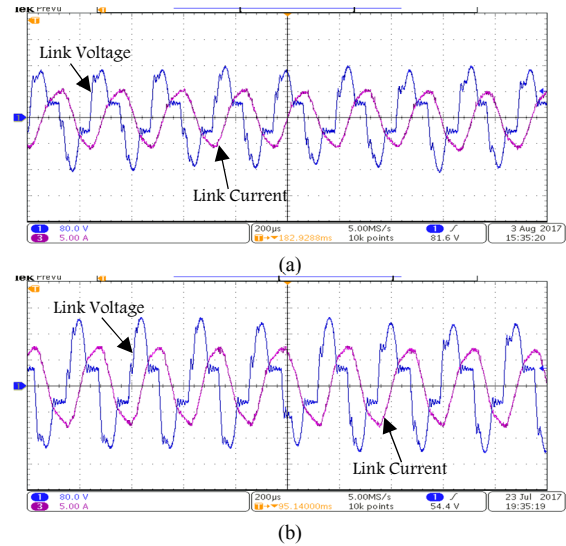 Tek PreVu
Link Voltage
Link Current
1 80.0 V
3 5.00 A
200µs
T→▼182.9288ms
5.00MS/s
10k points
1
81.6 V
3 Aug 2017
15:35:20
(a)
Tek PreVu
Link Voltage
Link Current
1 80.0 V
3 5.00 A
200µs
T→▼95.14000ms
5.00MS/s
10k points
1
54.4 V
23 Jul 2017
19:35:19
(b)